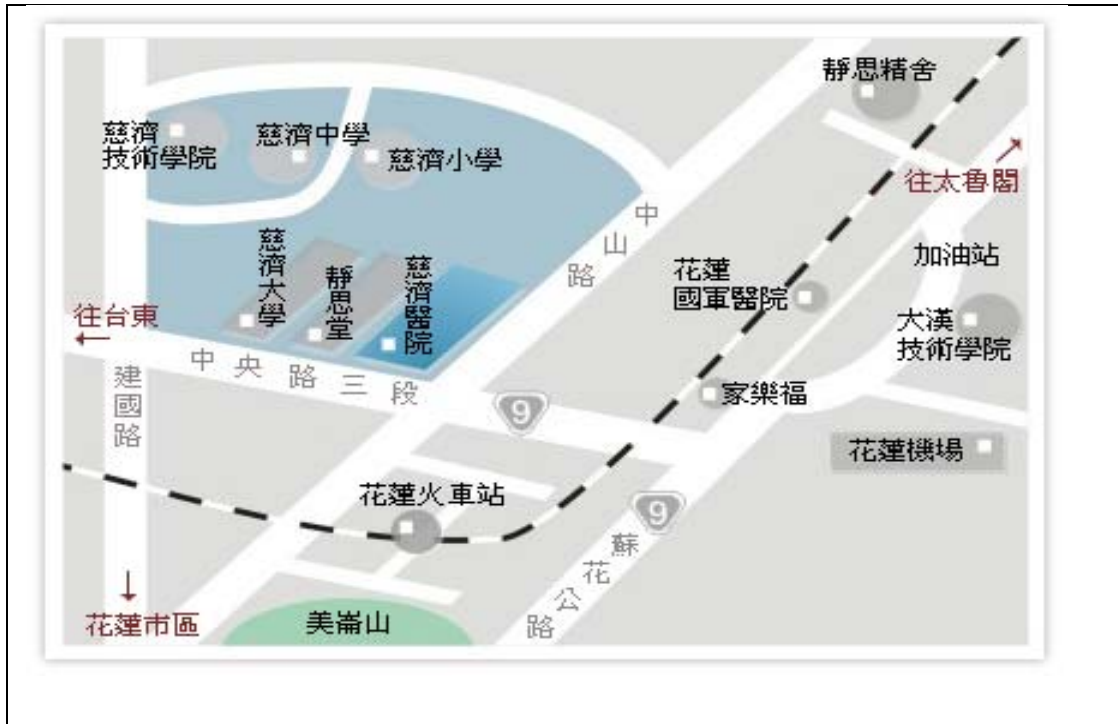 靜思精舍
慈濟
技術學院
慈濟中學
慈濟小學
往太魯閣
中山路
慈濟大學
靜思堂
慈濟醫院
花蓮
國軍醫院
加油站
往台東
大漢
技術學院
中央路三段
建國路
9
家樂福
花蓮機場
花蓮火車站
9
蘇花公路
花蓮市區
美崙山